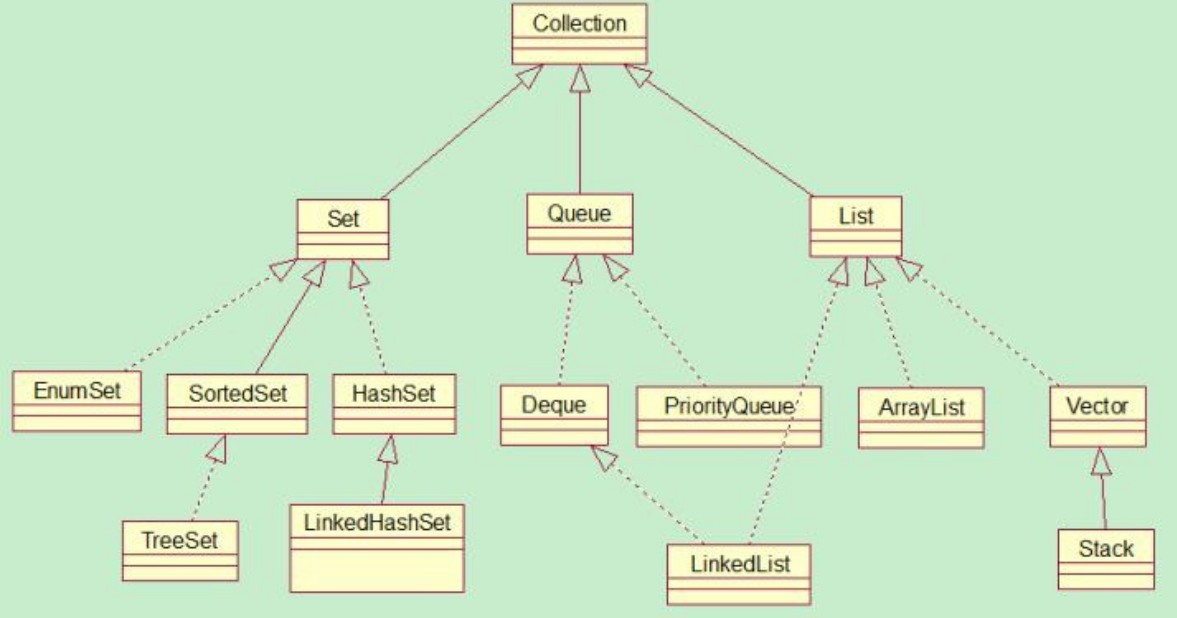 Collection
Set
Queue
List
EnumSet
SortedSet
HashSet
Deque
PriorityQueue
ArrayList
Vector
TreeSet
LinkedHashSet
LinkedList
Stack